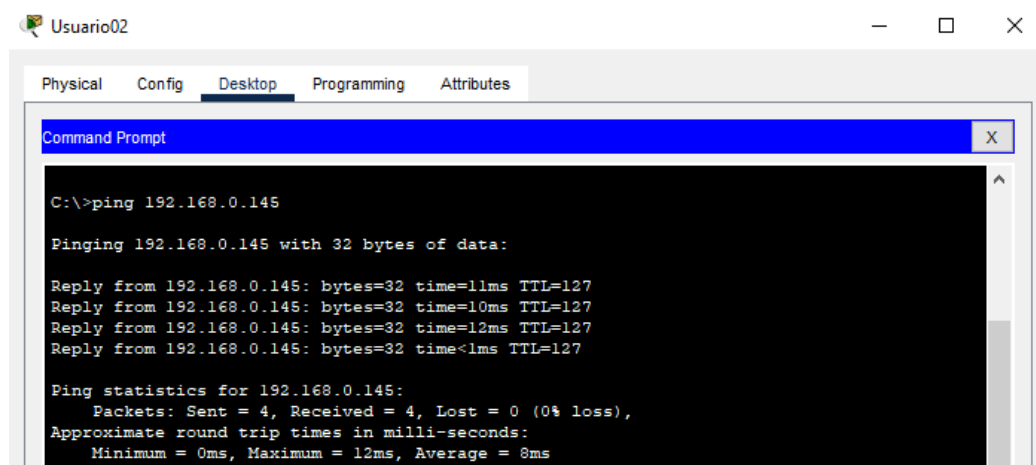 Usuario02
Physical Config Desktop Programming Attributes
Command Prompt X
C:\>ping 192.168.0.145
Pinging 192.168.0.145 with 32 bytes of data:
Reply from 192.168.0.145: bytes=32 time=11ms TTL=127
Reply from 192.168.0.145: bytes=32 time=10ms TTL=127
Reply from 192.168.0.145: bytes=32 time=12ms TTL=127
Reply from 192.168.0.145: bytes=32 time<1ms TTL=127
Ping statistics for 192.168.0.145:
    Packets: Sent = 4, Received = 4, Lost = 0 (0% loss),
Approximate round trip times in milli-seconds:
    Minimum = 0ms, Maximum = 12ms, Average = 8ms